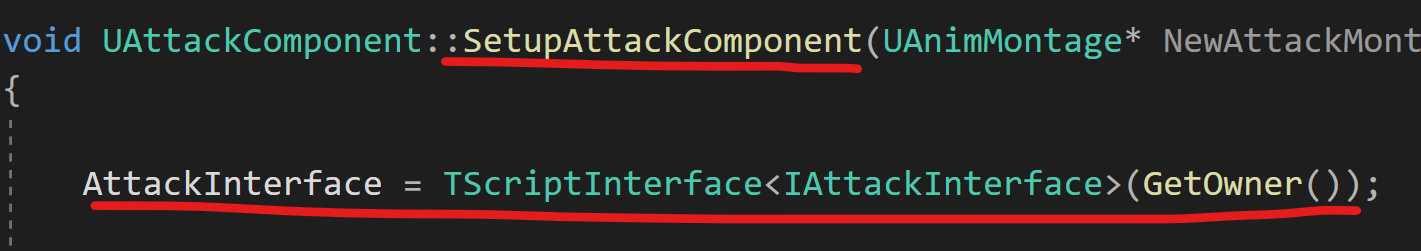 void UAttackComponent::SetupAttackComponent(UAnimMontage* NewAttackMont
{
AttackInterface = TScriptInterface<IAttackInterface>(GetOwner());